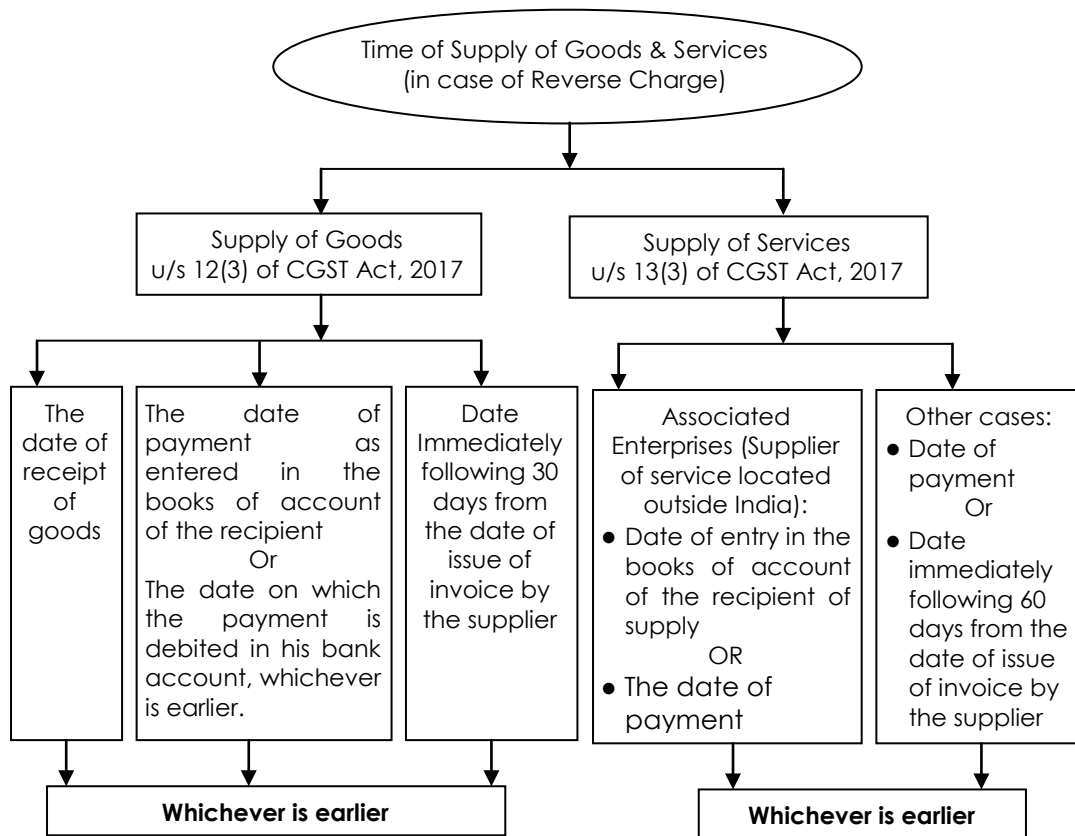 Time of Supply of Goods & Services
(in case of Reverse Charge)
Supply of Goods
u/s 12(3) of CGST Act, 2017
Supply of Services
u/s 13(3) of CGST Act, 2017
The
date of
receipt
of
goods
The date of
payment as
entered in the
books of account
of the recipient
Or
The date on which
the payment is
debited in his bank
account, whichever
is earlier.
Date
Immediately
following 30
days from
the date of
issue of
invoice by
the supplier
Associated
Enterprises (Supplier
of service located
outside India):
● Date of entry in the
books of account
of the recipient of
supply
OR
● The date of
payment
Other cases:
● Date of
payment
Or
● Date
immediately
following 60
days from the
date of issue
of invoice by
the supplier
Whichever is earlier
Whichever is earlier